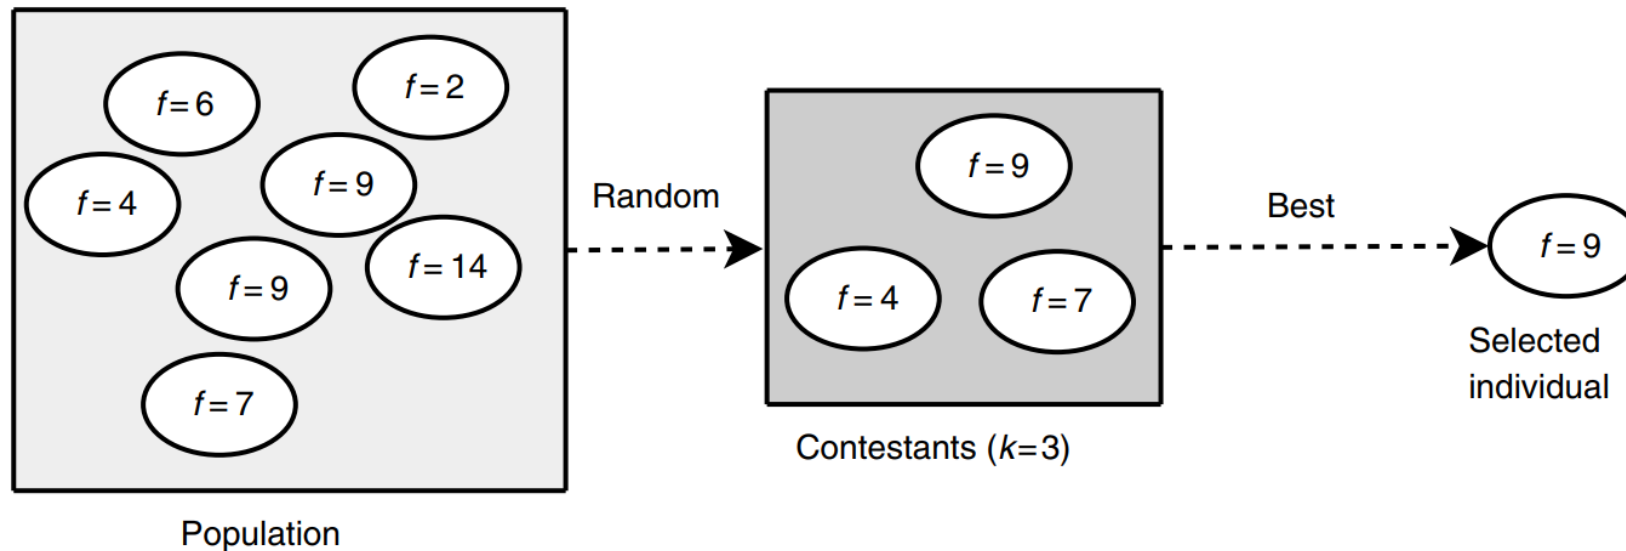 f=6
f=2
f=4
f=9
f=9
f=14
f=7
Population
Random
f=9
f=4
f=7
Contestants (k=3)
Best
f=9
Selected
individual